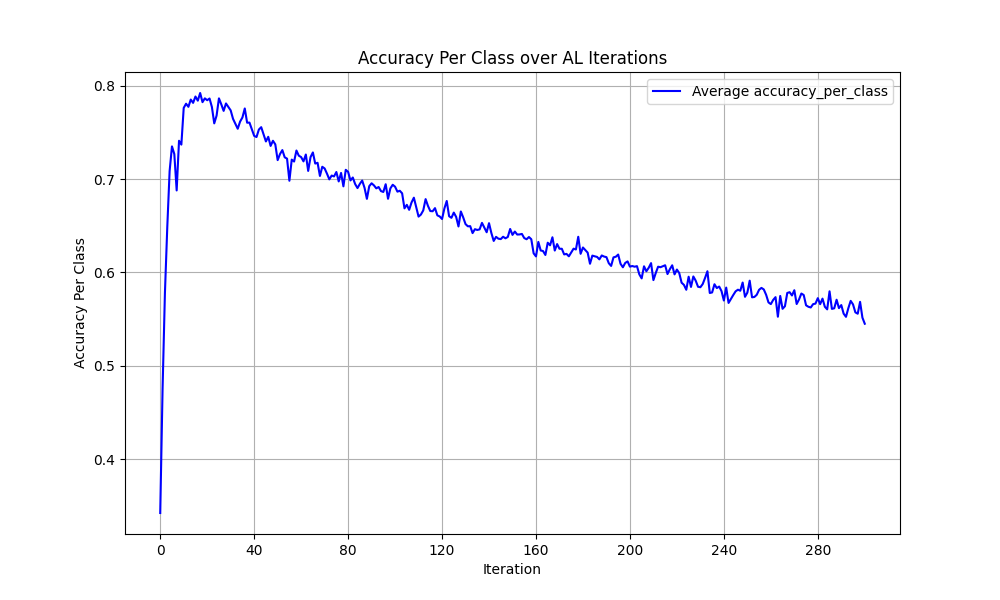 Accuracy Per Class over AL Iterations
Average accuracy_per_class
Accuracy Per Class
0.8
0.7
0.6
0.5
0.4
0 40 80 120 160 200 240 280
Iteration